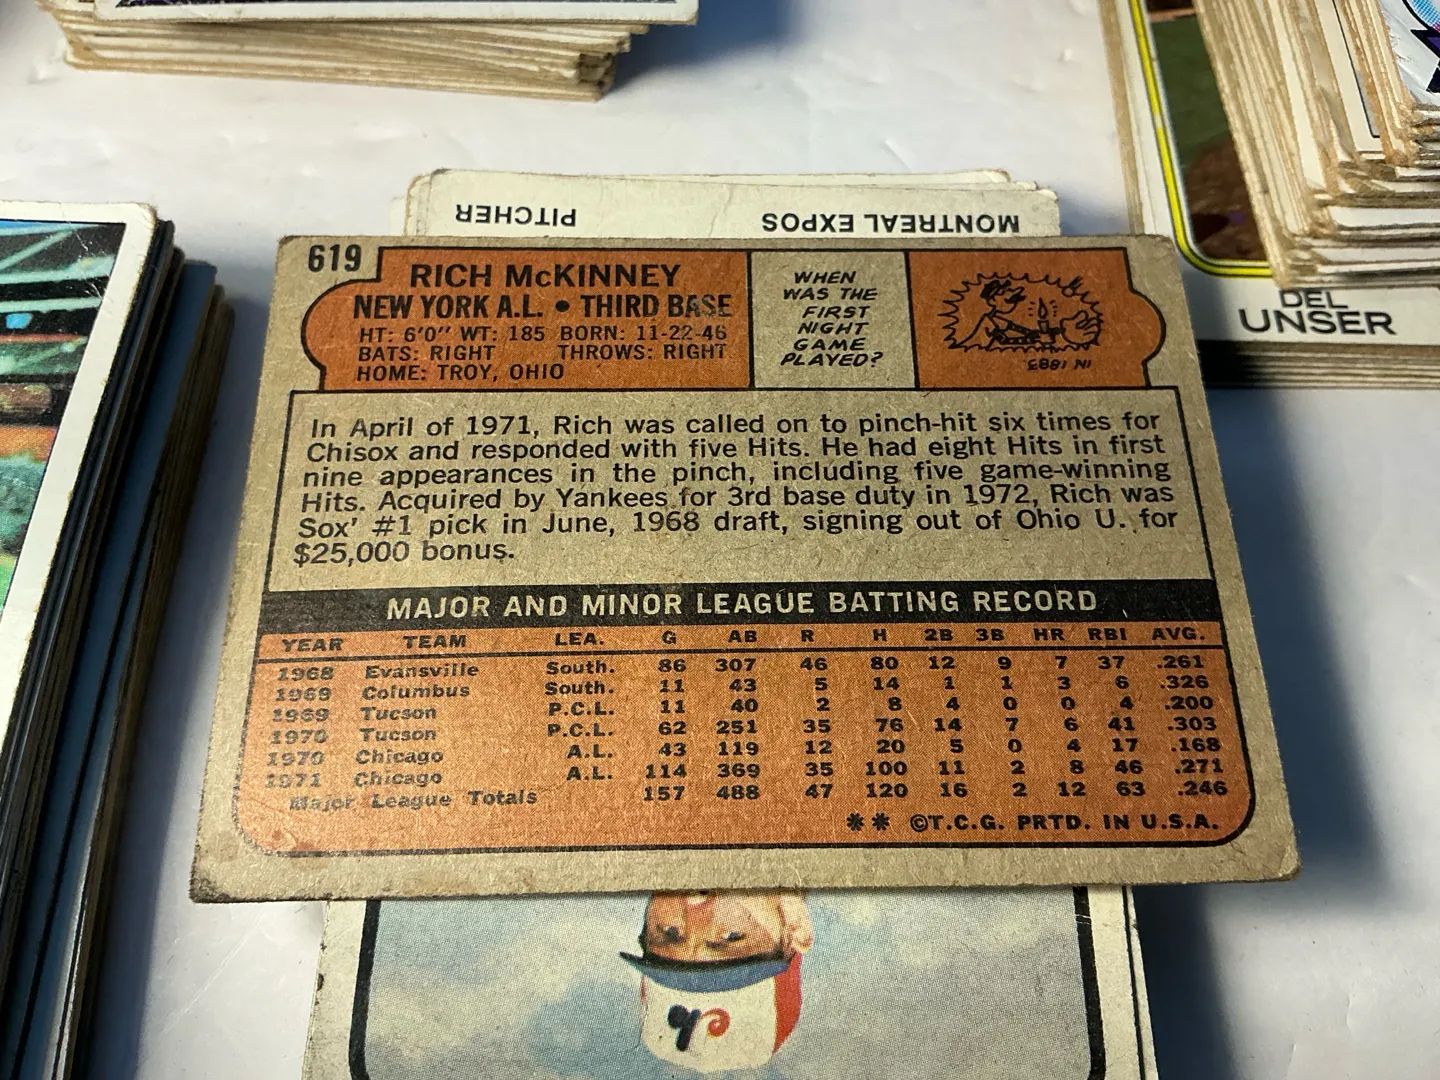 PITCHER MONTREAL EXPOS
DEL
UNSER
619
RICH McKINNEY
NEW YORK A.L. • THIRD BASE
HT: 6'0" WT: 185 BORN: 11-22-46
BATS: RIGHT THROWS: RIGHT
HOME: TROY, OHIO
WHEN
WAS THE
FIRST
NIGHT
GAME
PLAYED?
IN 1883
In April of 1971, Rich was called on to pinch-hit six times for
Chisox and responded with five Hits. He had eight Hits in first
nine appearances in the pinch, including five game-winning
Hits. Acquired by Yankees for 3rd base duty in 1972, Rich was
Sox' #1 pick in June, 1968 draft, signing out of Ohio U. for
$25,000 bonus.
MAJOR AND MINOR LEAGUE BATTING RECORD
YEAR TEAM LEA. G AB R H 2B 3B HR RBI AVG.
1968 Evansville South. 86 307 46 80 12 9 7 37 .261
1969 Columbus South. 11 43 5 14 1 1 3 6 .326
1969 Tucson P.C.L. 11 40 2 8 4 0 0 4 .200
1970 Tucson P.C.L. 62 251 35 76 14 7 6 41 .303
1970 Chicago A.L. 43 119 12 20 5 0 4 17 .168
1971 Chicago A.L. 114 369 35 100 11 2 8 46 .271
Major League Totals 157 488 47 120 16 2 12 63 .246
** ©T.C.G. PRTD. IN U.S.A.